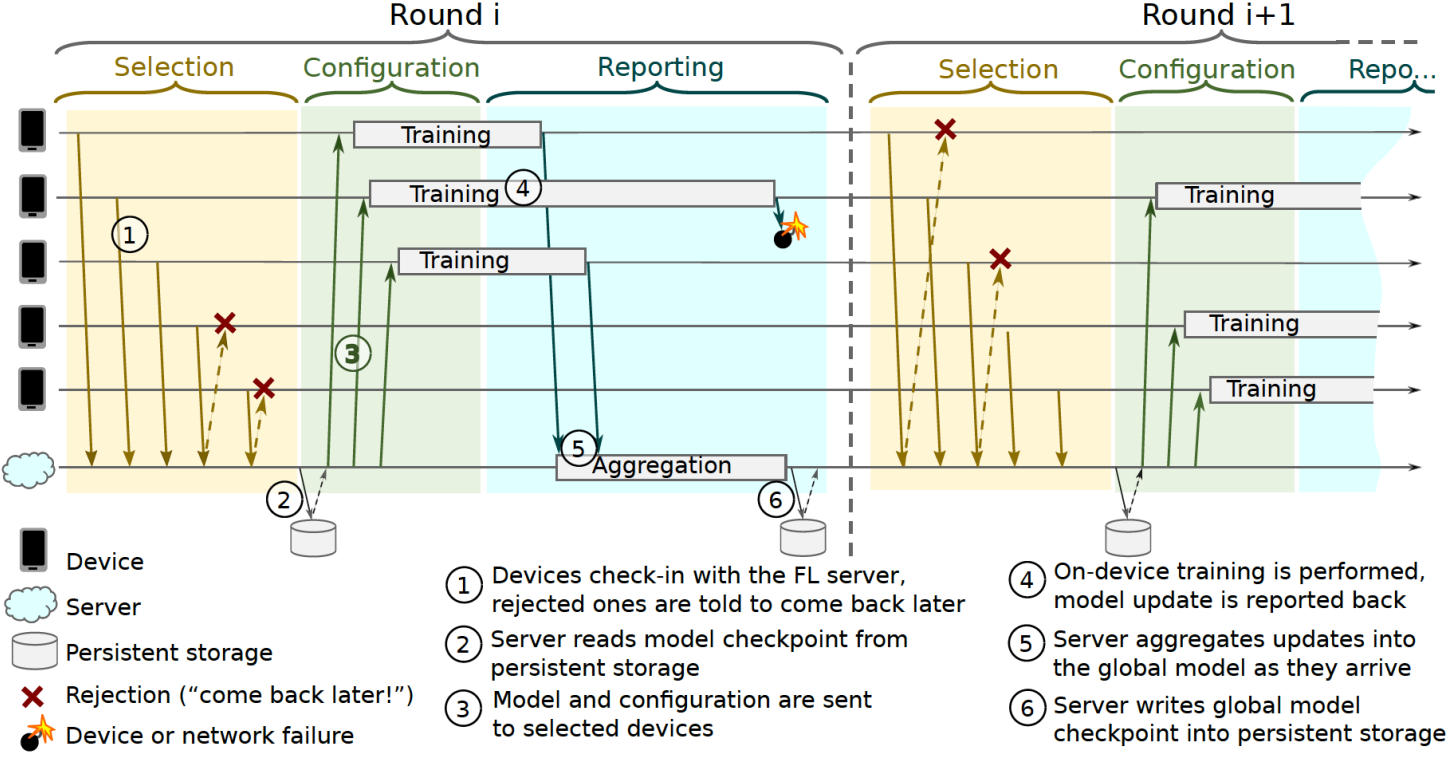 Round i
Round i+1
Selection
Configuration
Reporting
Selection
Configuration
Repo...
Training
Training
4
Training
1
3
Training
Training
Training
5
Aggregation
2
6
Device
Server
Persistent storage
Rejection (“come back later!”)
Device or network failure
1 Devices check-in with the FL server,
rejected ones are told to come back later
2 Server reads model checkpoint from
persistent storage
3 Model and configuration are sent
to selected devices
4 On-device training is performed,
model update is reported back
5 Server aggregates updates into
the global model as they arrive
6 Server writes global model
checkpoint into persistent storage